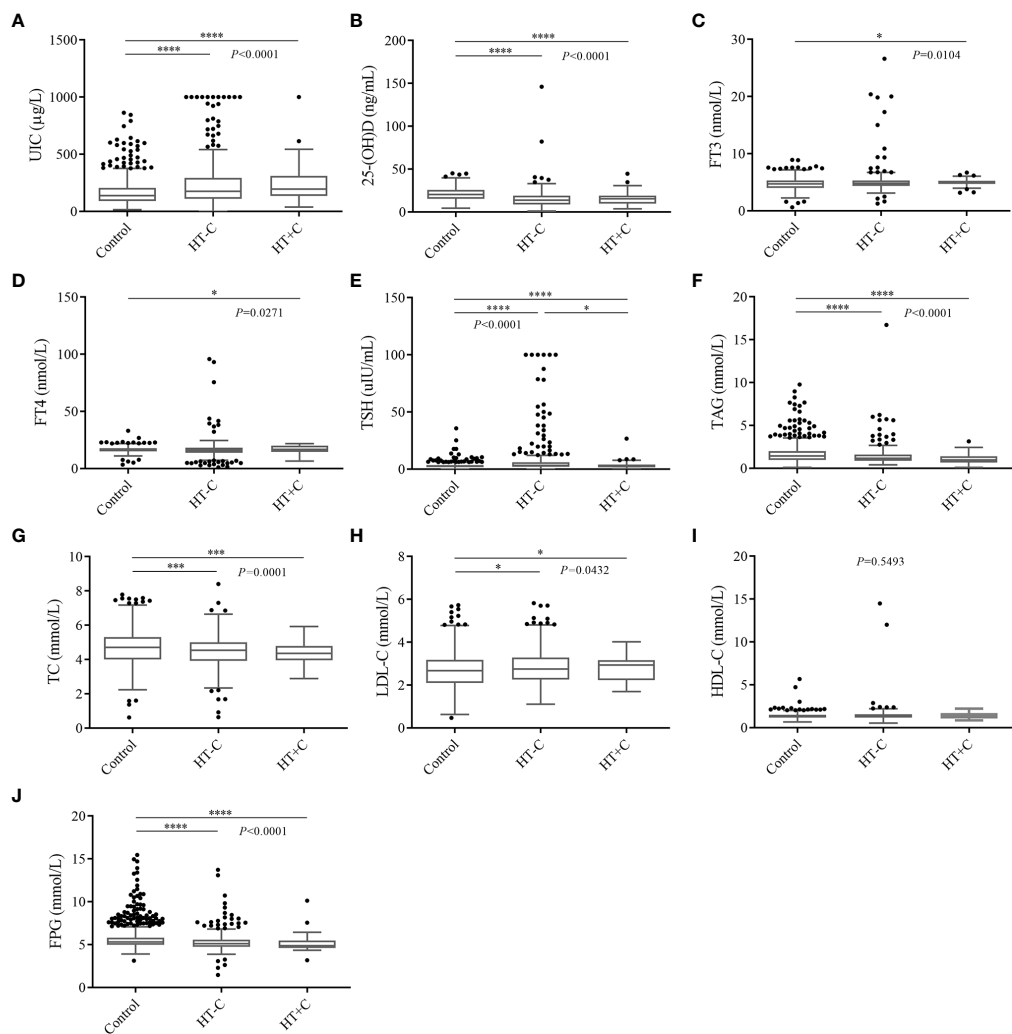 A
UIC (µg/L)
1500
1000
500
0
****
****
P<0.0001
Control
HT-C
HT+C
B
25-(OH)D (ng/mL)
200
150
100
50
0
****
****
P<0.0001
Control
HT-C
HT+C
C
FT3 (nmol/L)
30
20
10
0
*
P=0.0104
Control
HT-C
HT+C
D
FT4 (nmol/L)
150
100
50
0
*
P=0.0271
Control
HT-C
HT+C
E
TSH (uIU/mL)
150
100
50
0
****
****
*
P<0.0001
Control
HT-C
HT+C
F
TAG (mmol/L)
20
15
10
5
0
****
****
P<0.0001
Control
HT-C
HT+C
G
TC (mmol/L)
10
8
6
4
2
0
***
***
P=0.0001
Control
HT-C
HT+C
H
LDL-C (mmol/L)
8
6
4
2
0
*
*
P=0.0432
Control
HT-C
HT+C
I
HDL-C (mmol/L)
20
15
10
5
0
P=0.5493
Control
HT-C
HT+C
J
FPG (mmol/L)
20
15
10
5
0
****
****
P<0.0001
Control
HT-C
HT+C